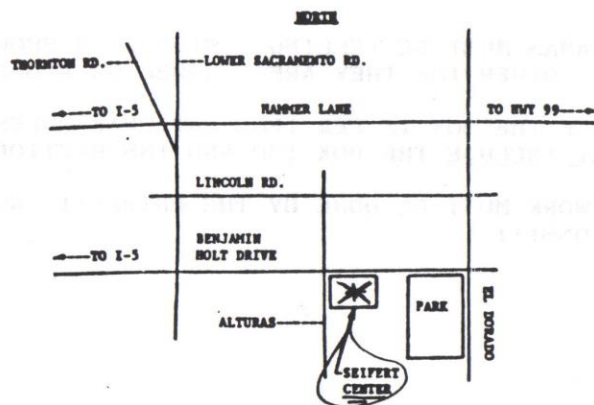 NORTH
THORNTON RD.
LOWER SACRAMENTO RD.
TO I-5
HAMMER LANE
TO HWY 99
LINCOLN RD.
BENJAMIN
HOLT DRIVE
TO I-5
ALTURAS
PARK
EL DORADO
SEIFERT
CENTER